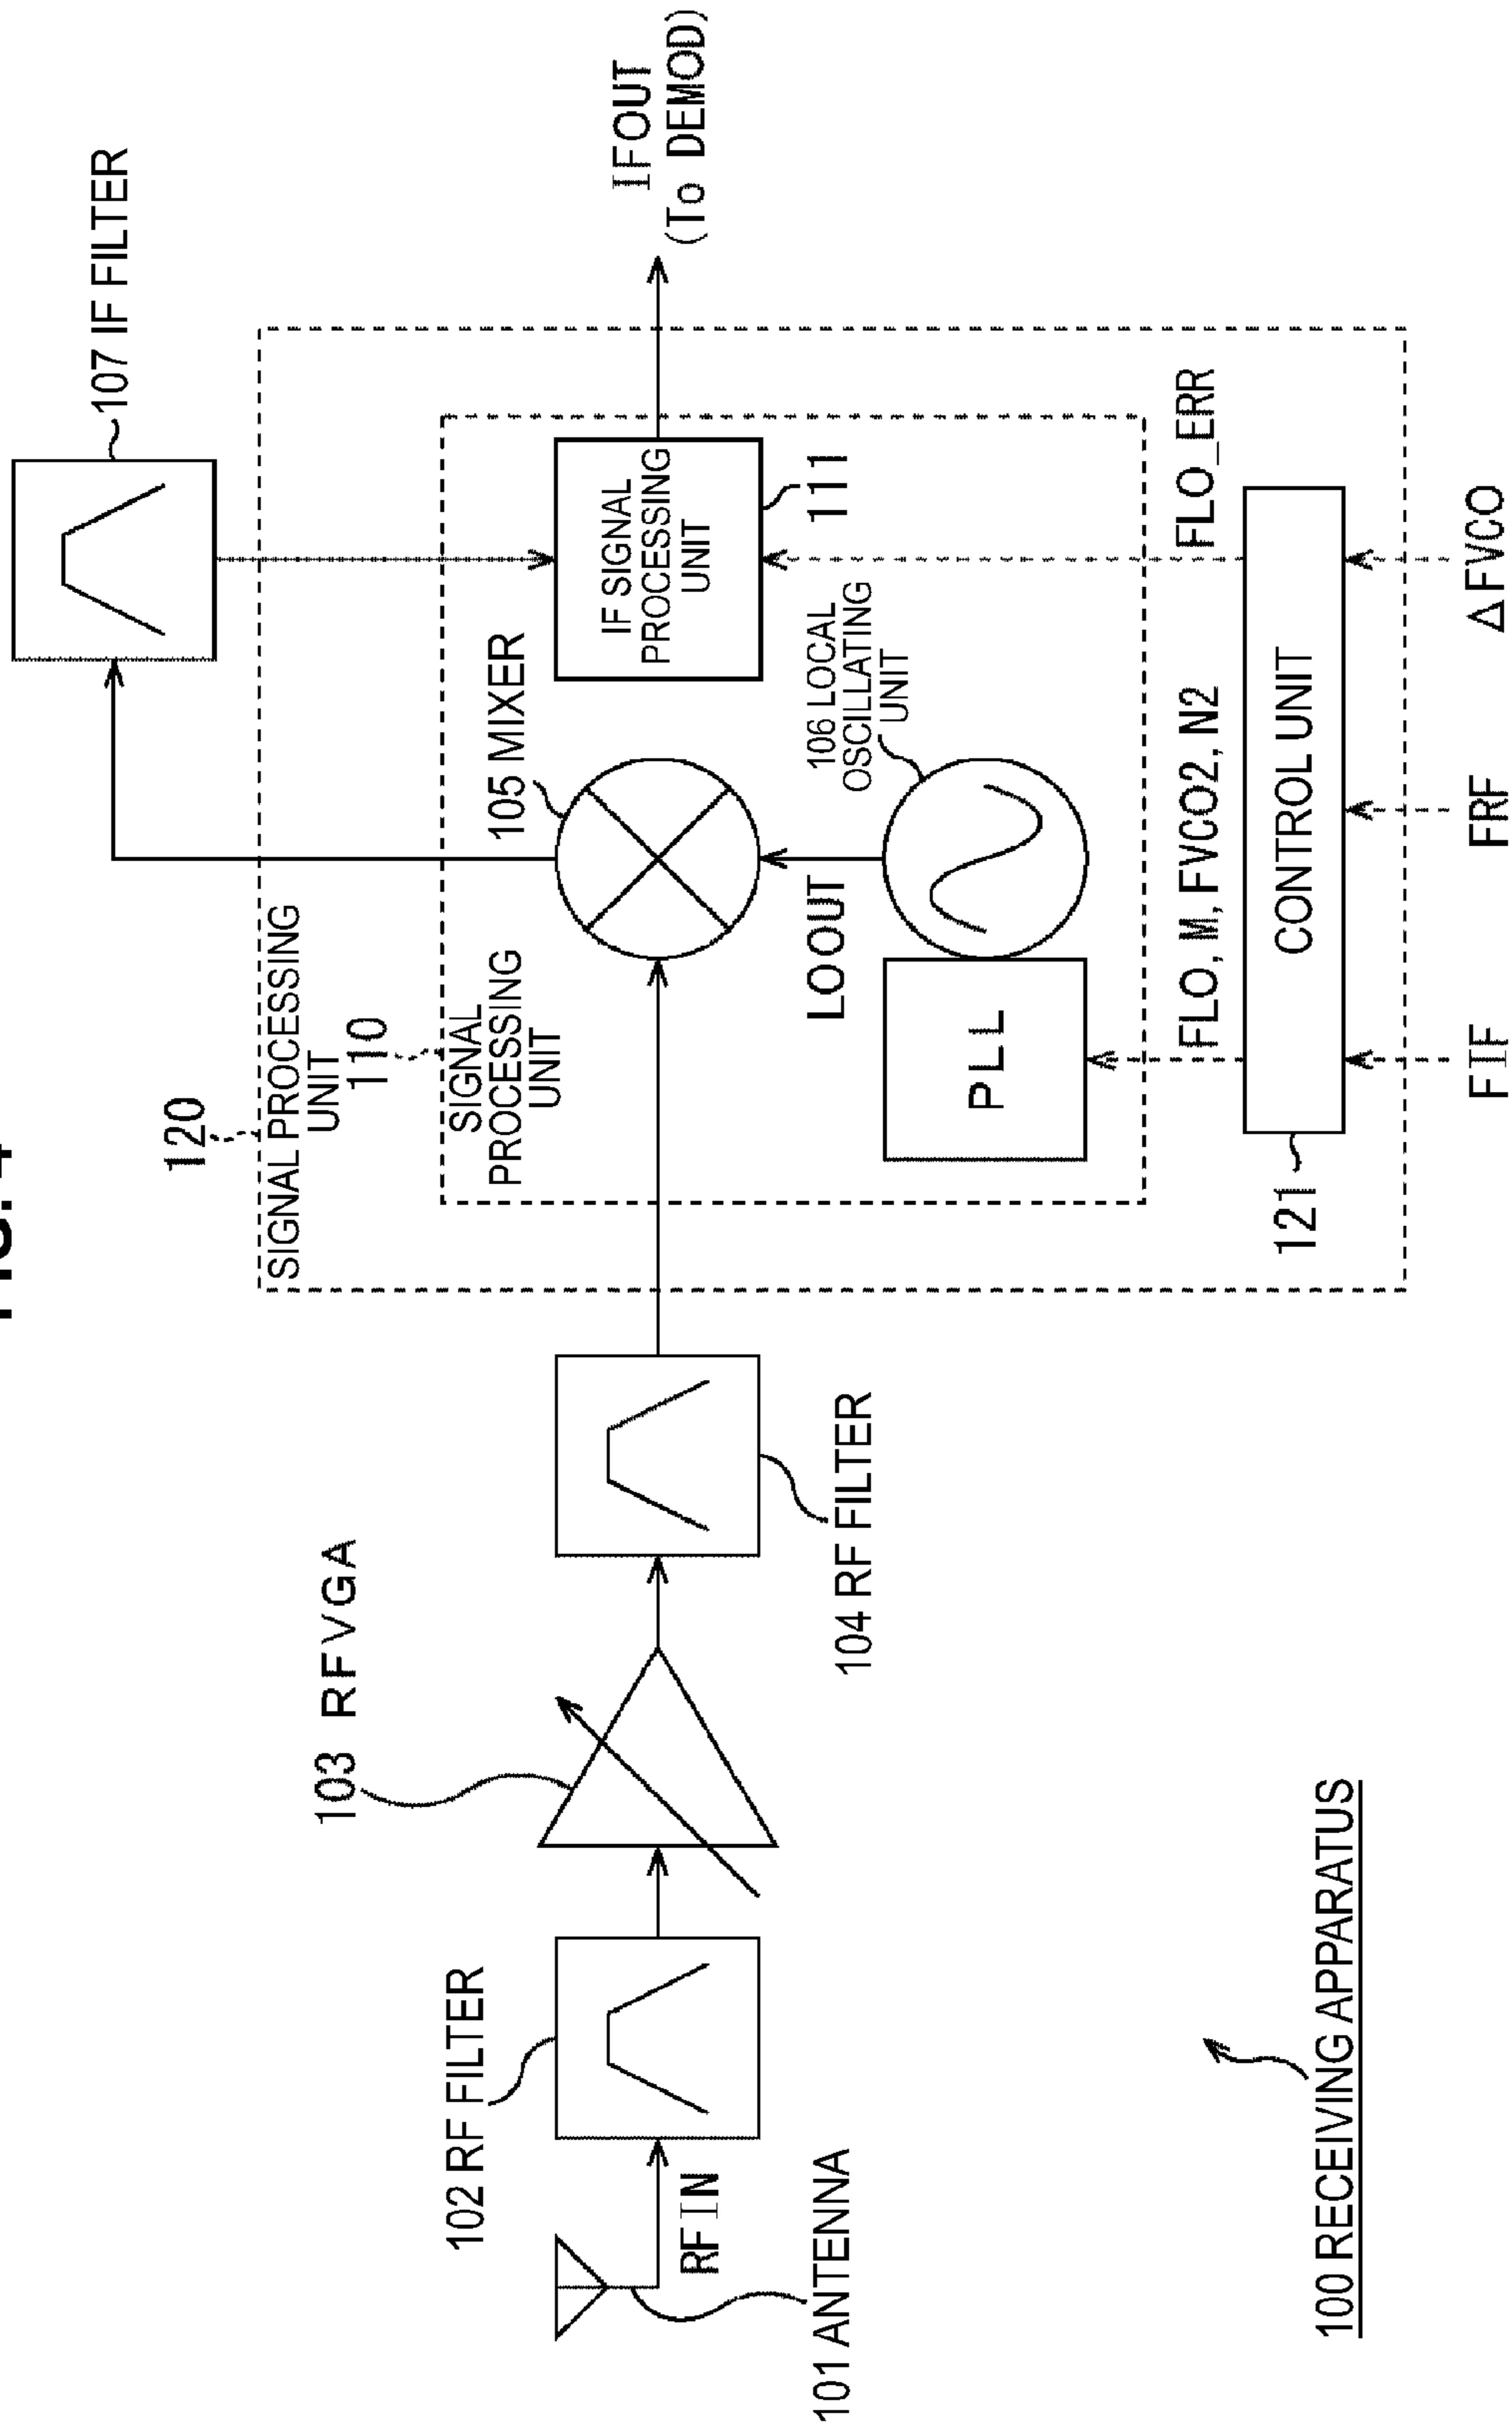 100 RECEIVING APPARATUS
101 ANTENNA
RFIN
102 RF FILTER
103 RFVGA
104 RF FILTER
120
SIGNAL PROCESSING
UNIT
110
SIGNAL
PROCESSING
UNIT
105 MIXER
107 IF FILTER
IF SIGNAL
PROCESSING
UNIT
111
IFOUT
(To DEMOD)
LOOUT
106 LOCAL
OSCILLATING
UNIT
PLL
FLO, M, FVCO2, N2
FLO_ERR
CONTROL UNIT
121
FIF
FRF
ΔFVCO